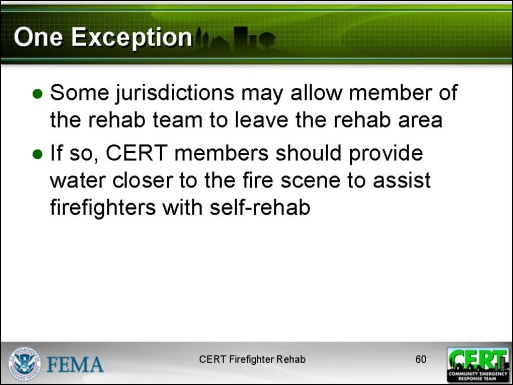 One Exception
● Some jurisdictions may allow member of
the rehab team to leave the rehab area
● If so, CERT members should provide
water closer to the fire scene to assist
firefighters with self-rehab
FEMA
CERT Firefighter Rehab
60
CERT
COMMUNITY EMERGENCY
RESPONSE TEAM